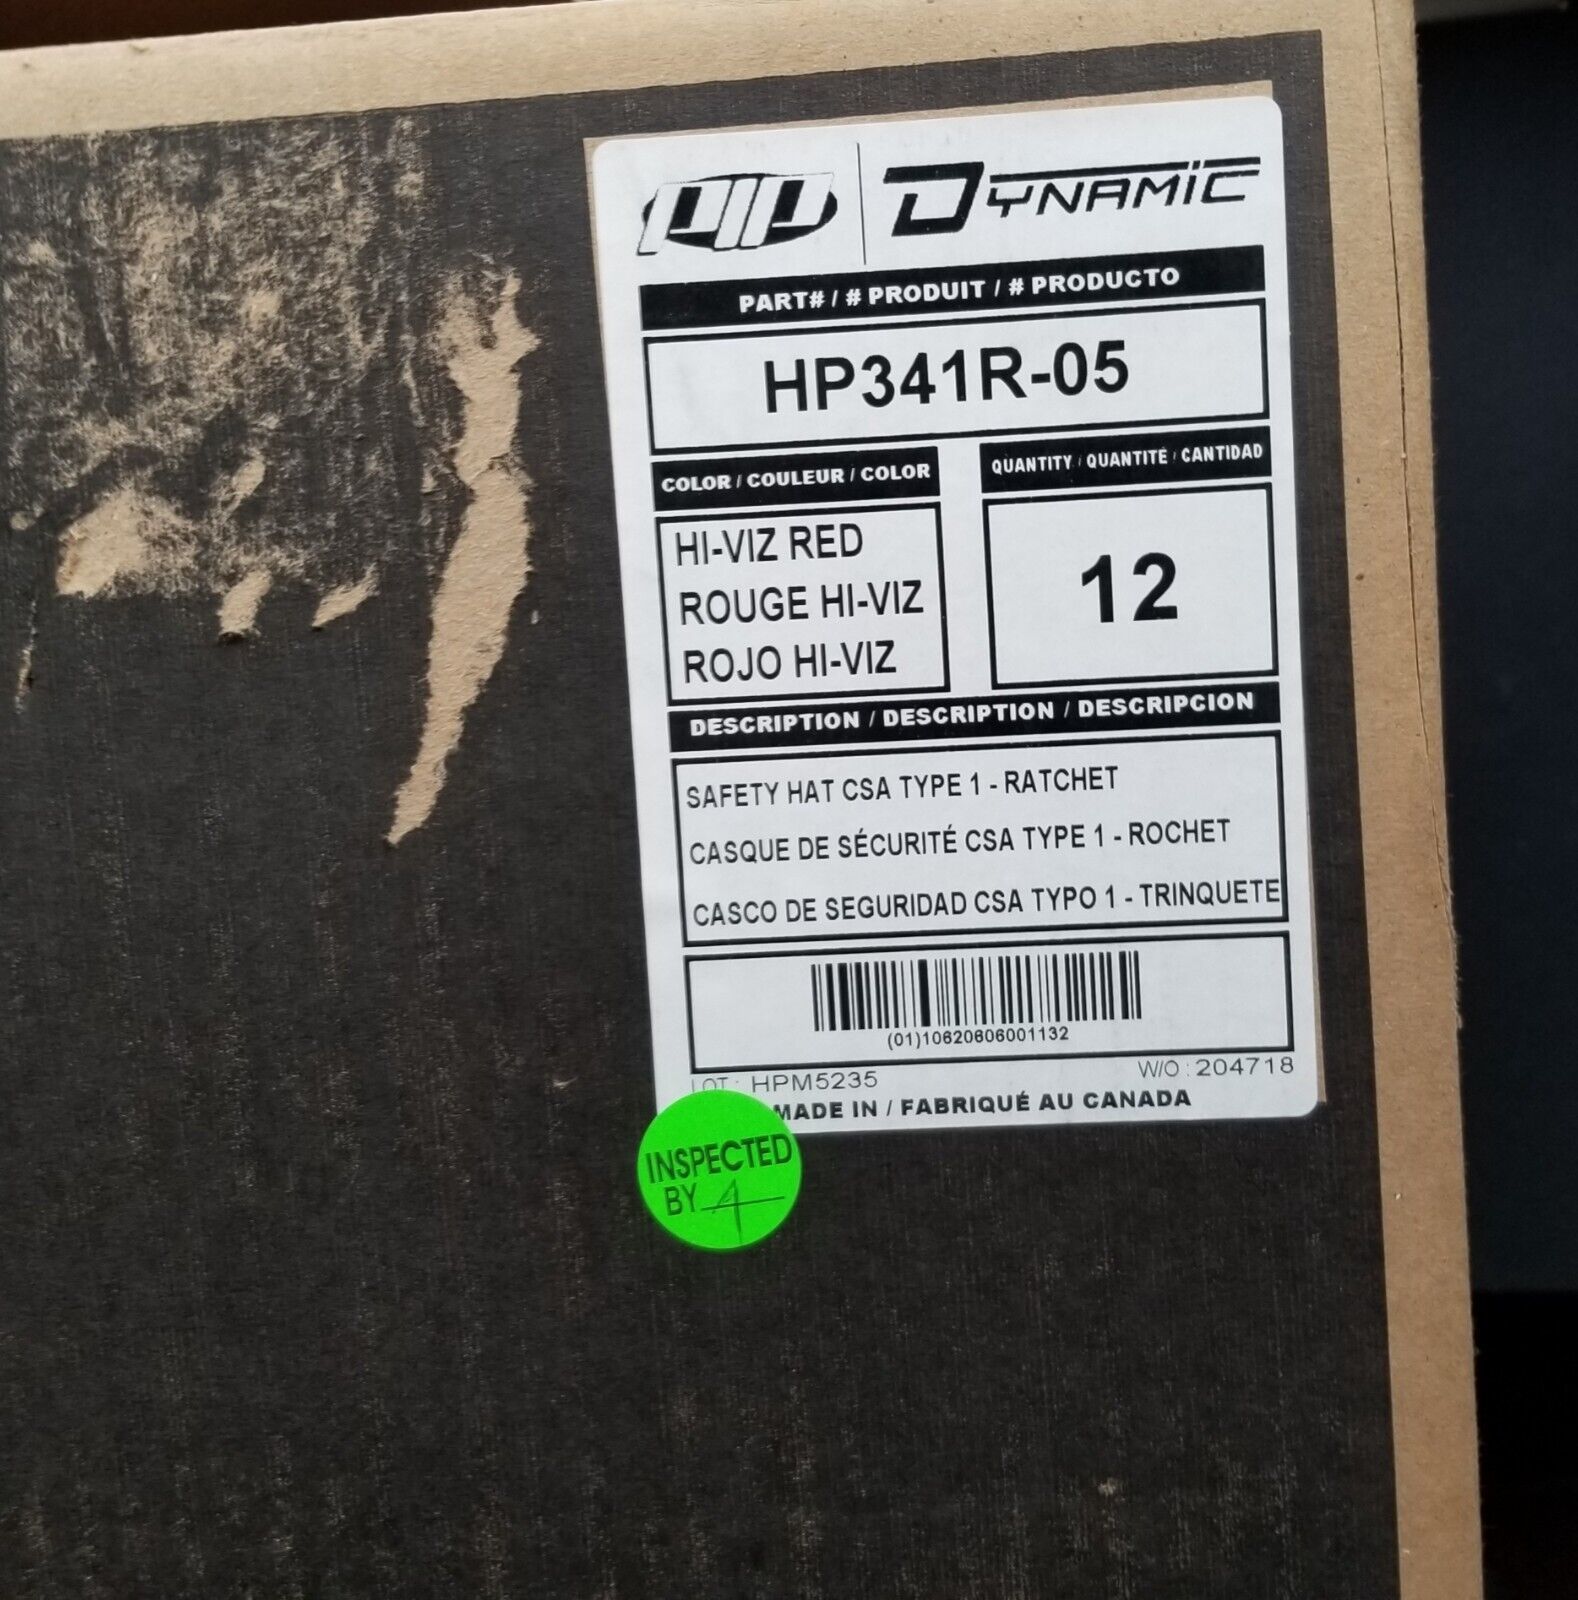 PIP DYNAMIC
PART# / # PRODUIT / # PRODUCTO
HP341R-05
COLOR / COULEUR / COLOR
HI-VIZ RED
ROUGE HI-VIZ
ROJO HI-VIZ
QUANTITY / QUANTITÉ / CANTIDAD
12
DESCRIPTION / DESCRIPTION / DESCRIPCION
SAFETY HAT CSA TYPE 1 - RATCHET
CASQUE DE SÉCURITÉ CSA TYPE 1 - ROCHET
CASCO DE SEGURIDAD CSA TYPO 1 - TRINQUETE
(01)10620606001132
LOT: HPM5235 W/O: 204718
MADE IN / FABRIQUÉ AU CANADA
INSPECTED
BY